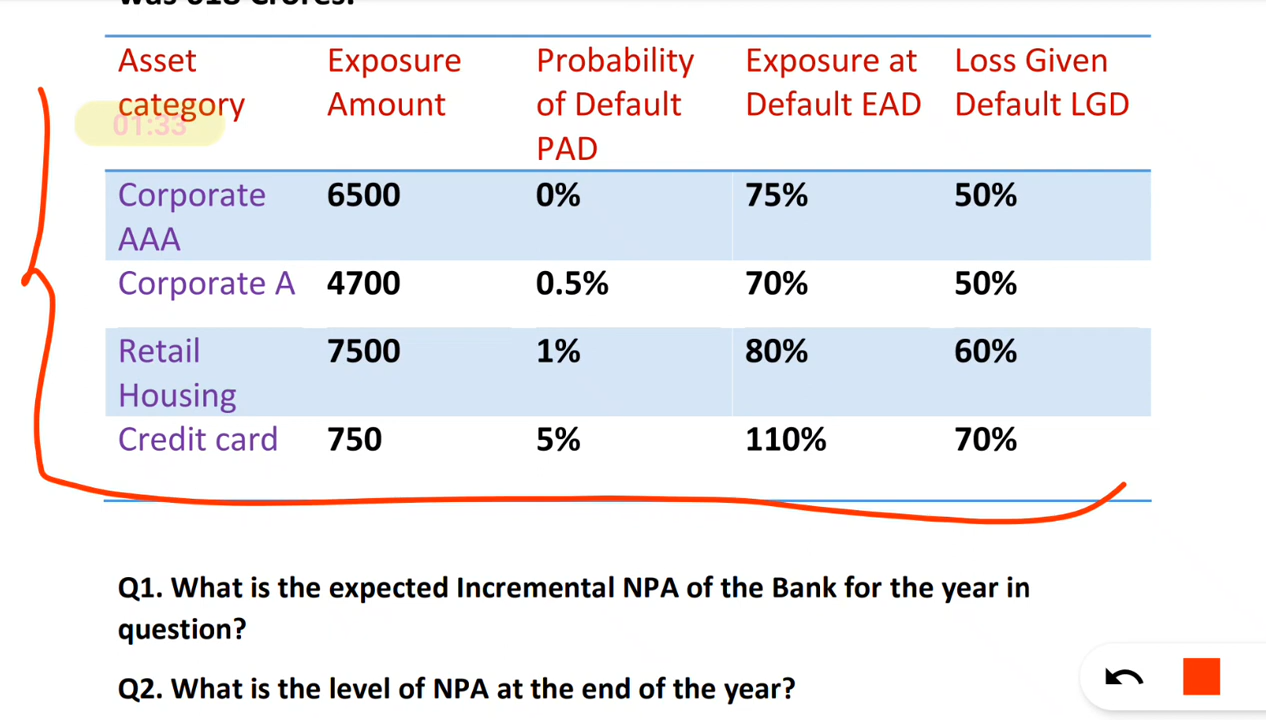 was 618 Crores.
Asset Exposure Probability Exposure at Loss Given
category Amount of Default Default EAD Default LGD
01:33
PAD
Corporate 6500 0% 75% 50%
AAA
Corporate A 4700 0.5% 70% 50%
Retail 7500 1% 80% 60%
Housing
Credit card 750 5% 110% 70%
Q1. What is the expected Incremental NPA of the Bank for the year in
question?
Q2. What is the level of NPA at the end of the year?